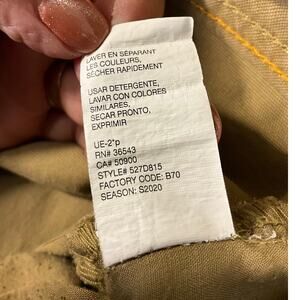 LAVER EN SÉPARANT
LES COULEURS,
SÉCHER RAPIDEMENT
USAR DETERGENTE,
LAVAR CON COLORES
SIMILARES,
SECAR PRONTO,
EXPRIMIR
UE-2*p
RN# 36543
CA# 50900
STYLE# 527D815
FACTORY CODE: B70
SEASON: S2020